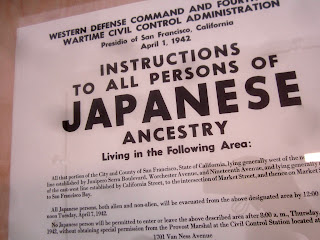 WESTERN DEFENSE COMMAND AND FOURTH
WARTIME CIVIL CONTROL ADMINISTRATION
Presidio of San Francisco, California
April 1, 1942
INSTRUCTIONS
TO ALL PERSONS OF
JAPANESE
ANCESTRY
Living in the Following Area:
All that portion of the City and County of San Francisco, State of California, lying generally west of the
line established by Junipero Serra Boulevard, Worchester Avenue, and Nineteenth Avenue, and lying generally
of the east-west line established by California Street, to the intersection of Market Street, and thence on Market
to San Francisco Bay.
All Japanese persons, both alien and non-alien, will be evacuated from the above designated area by 12:00
noon Tuesday, April 7, 1942.
No Japanese person will be permitted to enter or leave the above described area after 8:00 a. m., Thursday,
1942, without obtaining special permission from the Provost Marshal at the Civil Control Station located at
1701 Van Ness Avenue